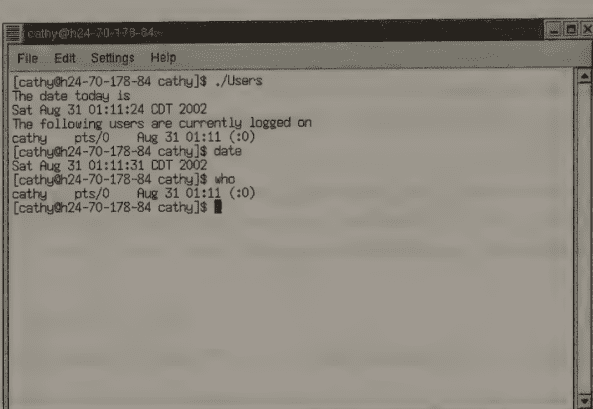 cathy@h24-70-178-84:~
File Edit Settings Help
[cathy@h24-70-178-84 cathy]$ ./Users
The date today is
Sat Aug 31 01:11:24 CDT 2002
The following users are currently logged on
cathy    pts/0    Aug 31 01:11 (:0)
[cathy@h24-70-178-84 cathy]$ date
Sat Aug 31 01:11:31 CDT 2002
[cathy@h24-70-178-84 cathy]$ who
cathy    pts/0    Aug 31 01:11 (:0)
[cathy@h24-70-178-84 cathy]$